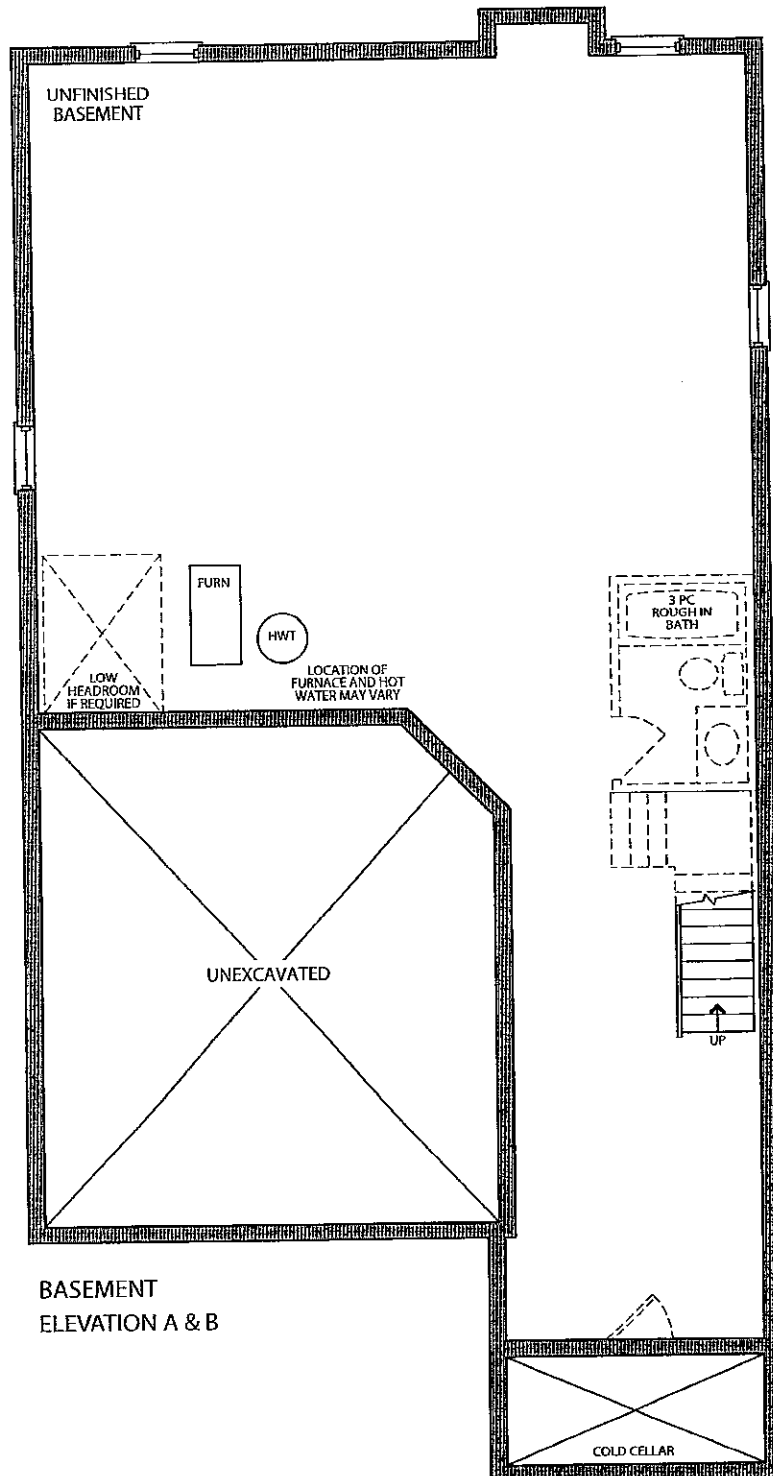 UNFINISHED
BASEMENT
FURN
HWT
3 PC
ROUGH IN
BATH
LOW
HEADROOM
IF REQUIRED
LOCATION OF
FURNACE AND HOT
WATER MAY VARY
UNEXCAVATED
UP
BASEMENT
ELEVATION A & B
COLD CELLAR